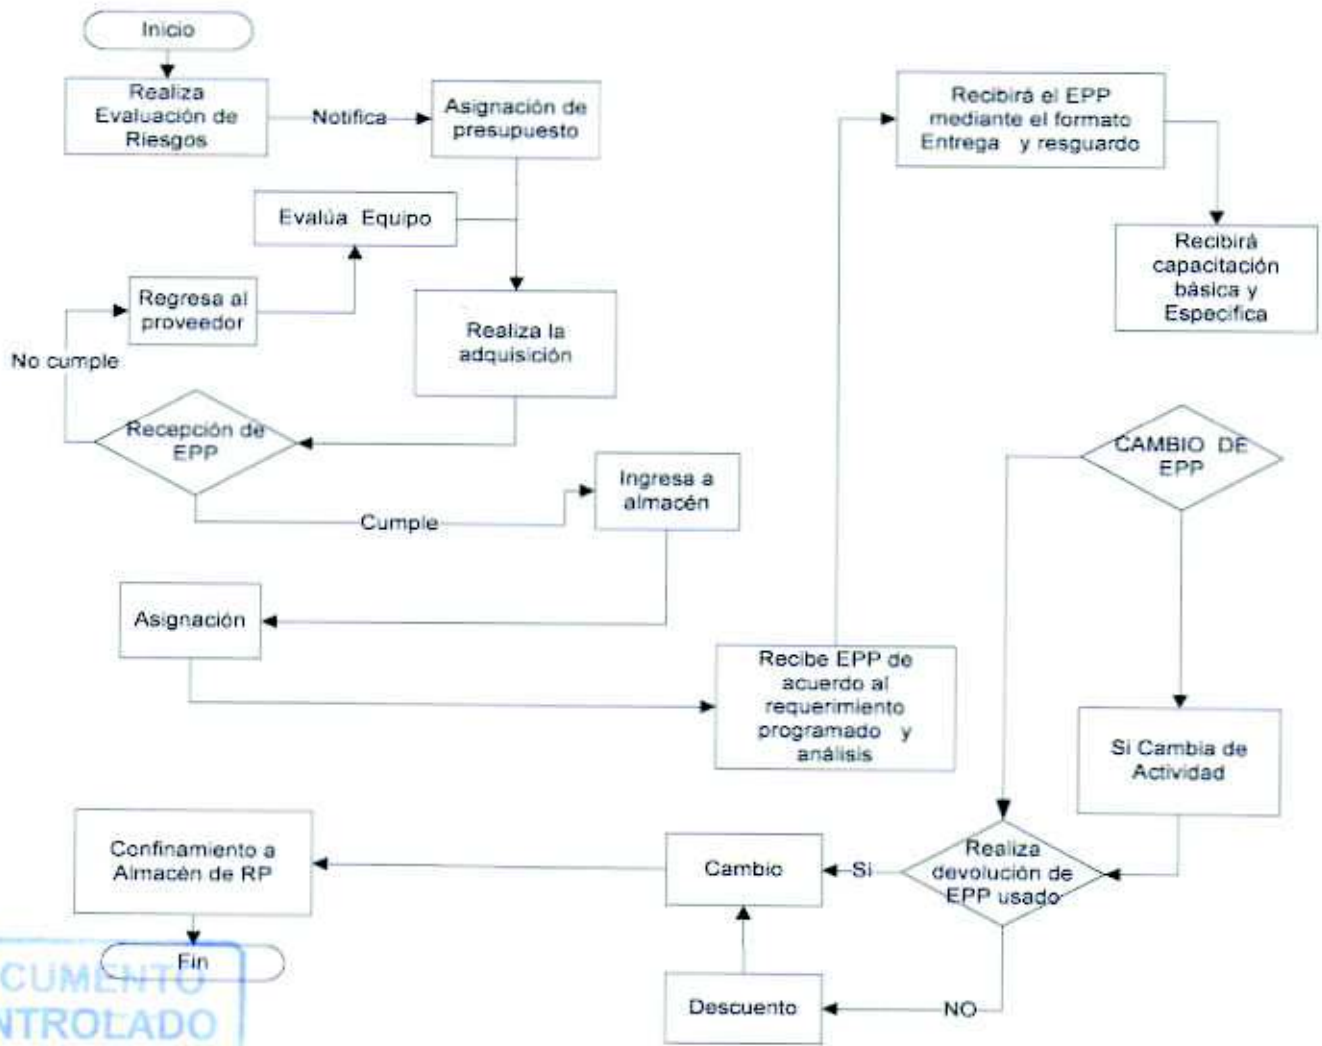 Inicio
Realiza
Evaluación de
Riesgos
Notifica
Asignación de
presupuesto
Evalúa Equipo
Regresa al
proveedor
No cumple
Realiza la
adquisición
Recepción de
EPP
Cumple
Ingresa a
almacén
Asignación
Recibe EPP de
acuerdo al
requerimiento
programado y
análisis
Recibirá el EPP
mediante el formato
Entrega y resguardo
Recibirá
capacitación
básica y
Especifica
CAMBIO DE
EPP
Si Cambia de
Actividad
Realiza
devolución de
EPP usado
Si
NO
Cambio
Descuento
Confinamiento a
Almacén de RP
Fin
CUMENTO
NTROLADO